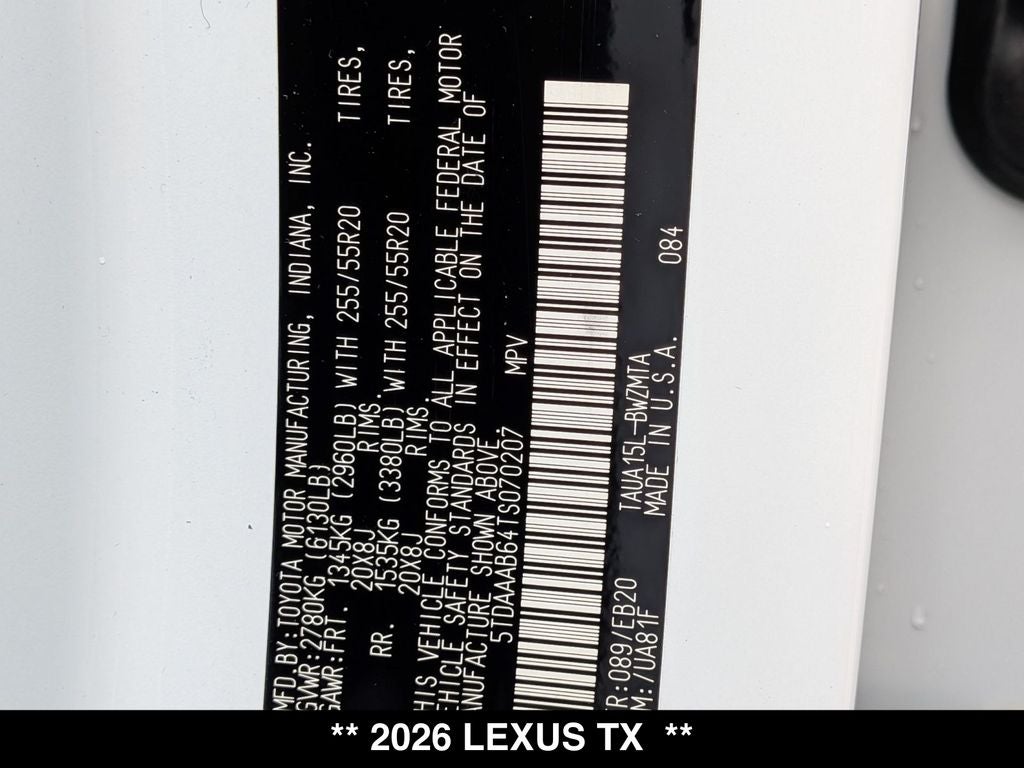 MFD BY:TOYOTA MOTOR MANUFACTURING, INDIANA, INC.
GVWR:2780KG (6130LB)
GAWR:FRT. 1345KG (2960LB) WITH 255/55R20 TIRES,
20X8J RIMS.
RR. 1535KG (3380LB) WITH 255/55R20 TIRES,
20X8J RIMS.
HIS VEHICLE CONFORMS TO ALL APPLICABLE FEDERAL MOTOR
EHICLE SAFETY STANDARDS IN EFFECT ON THE DATE OF
ANUFACTURE SHOWN ABOVE.
5TDAAAB64TS070207 MPV
R:089/EB20 TAUA15L-BWZMTA 084
M:/UA81F MADE IN U.S.A.
** 2026 LEXUS TX **